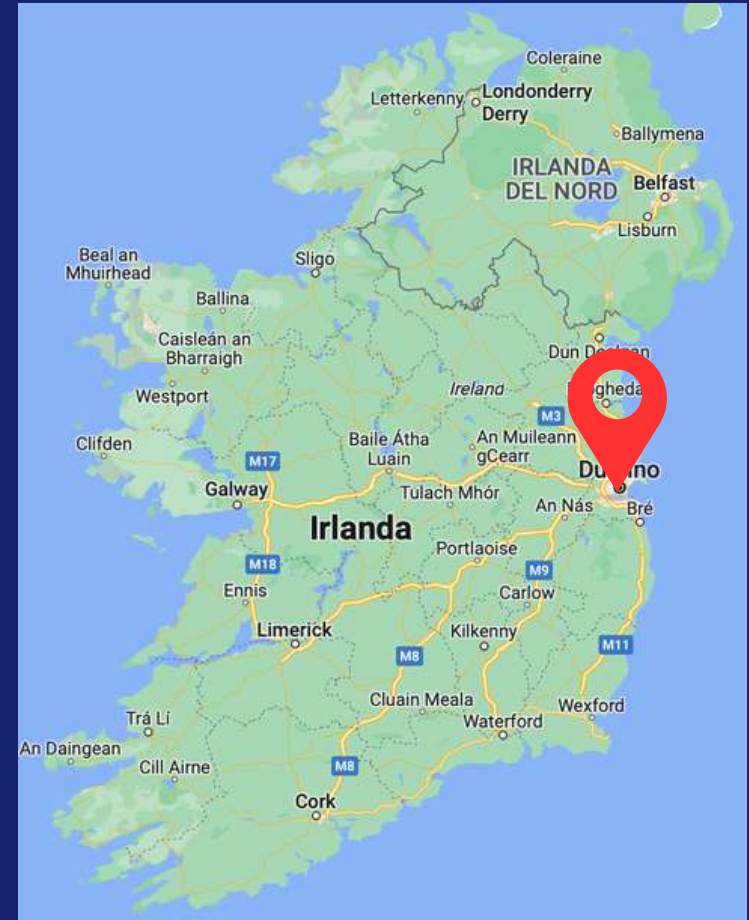 Coleraine
Letterkenny
Londonderry
Derry
Ballymena
IRLANDA
DEL NORD
Belfast
Lisburn
Beal an
Mhuirhead
Sligo
Ballina
Caisleán an
Bharraigh
Westport
Ireland
M3
Clifden
M17
Baile Átha
Luain
An Muileann
gCearr
Galway
Tulach Mhór
An Nás
Bré
Irlanda
Portlaoise
M18
M9
Ennis
Carlow
Limerick
Kilkenny
M8
M11
Cluain Meala
Wexford
Trá Lí
Waterford
An Daingean
Cill Airne
M8
Cork